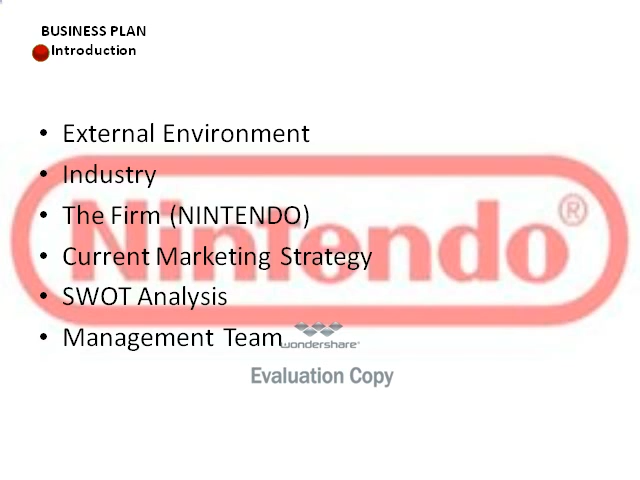 BUSINESS PLAN
Introduction
• External Environment
• Industry
• The Firm (NINTENDO)
• Current Marketing Strategy
• SWOT Analysis
• Management Team
Nintendo®
wondershare®
Evaluation Copy